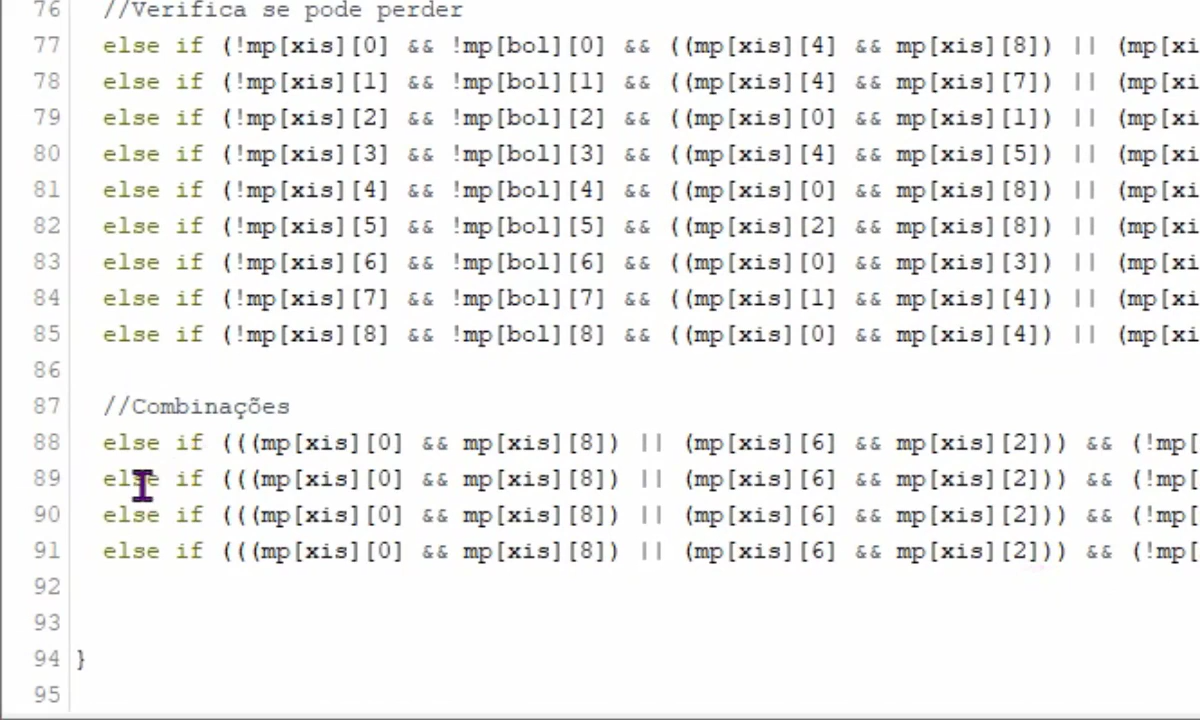 76 //Verifica se pode perder
77 else if (!mp[xis][0] && !mp[bol][0] && ((mp[xis][4] && mp[xis][8]) || (mp[xi
78 else if (!mp[xis][1] && !mp[bol][1] && ((mp[xis][4] && mp[xis][7]) || (mp[xi
79 else if (!mp[xis][2] && !mp[bol][2] && ((mp[xis][0] && mp[xis][1]) || (mp[xi
80 else if (!mp[xis][3] && !mp[bol][3] && ((mp[xis][4] && mp[xis][5]) || (mp[xi
81 else if (!mp[xis][4] && !mp[bol][4] && ((mp[xis][0] && mp[xis][8]) || (mp[xi
82 else if (!mp[xis][5] && !mp[bol][5] && ((mp[xis][2] && mp[xis][8]) || (mp[xi
83 else if (!mp[xis][6] && !mp[bol][6] && ((mp[xis][0] && mp[xis][3]) || (mp[xi
84 else if (!mp[xis][7] && !mp[bol][7] && ((mp[xis][1] && mp[xis][4]) || (mp[xi
85 else if (!mp[xis][8] && !mp[bol][8] && ((mp[xis][0] && mp[xis][4]) || (mp[xi
86
87 //Combinações
88 else if (((mp[xis][0] && mp[xis][8]) || (mp[xis][6] && mp[xis][2])) && (!mp[
89 else if (((mp[xis][0] && mp[xis][8]) || (mp[xis][6] && mp[xis][2])) && (!mp[
90 else if (((mp[xis][0] && mp[xis][8]) || (mp[xis][6] && mp[xis][2])) && (!mp[
91 else if (((mp[xis][0] && mp[xis][8]) || (mp[xis][6] && mp[xis][2])) && (!mp[
92
93
94 }
95